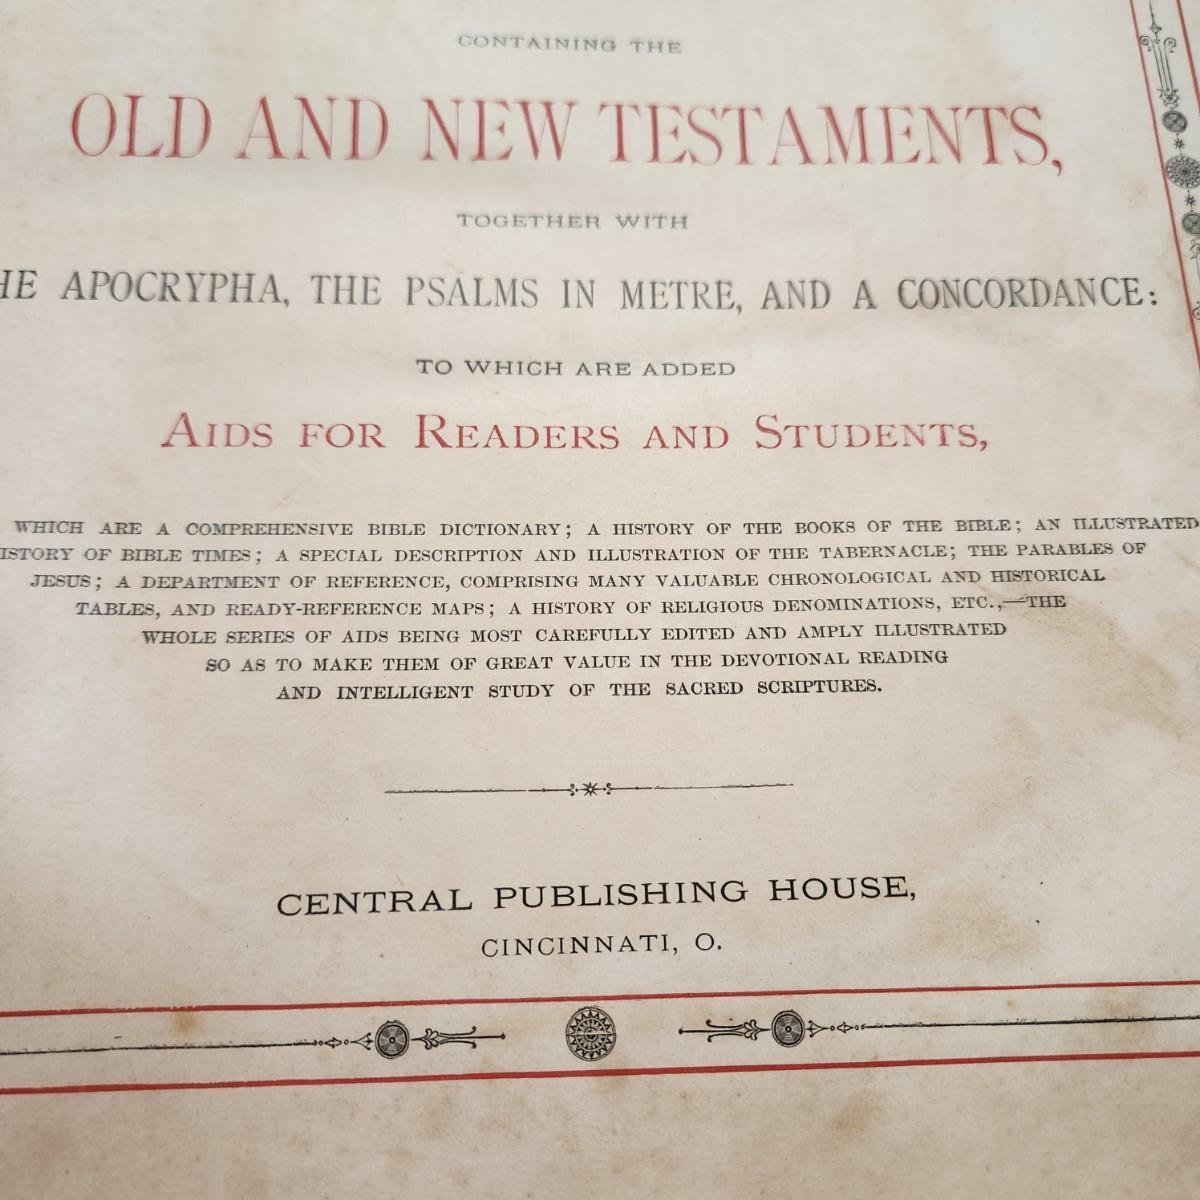 CONTAINING THE
OLD AND NEW TESTAMENTS,
TOGETHER WITH
HE APOCRYPHA, THE PSALMS IN METRE, AND A CONCORDANCE:
TO WHICH ARE ADDED
AIDS FOR READERS AND STUDENTS,
WHICH ARE A COMPREHENSIVE BIBLE DICTIONARY; A HISTORY OF THE BOOKS OF THE BIBLE; AN ILLUSTRATED
ISTORY OF BIBLE TIMES; A SPECIAL DESCRIPTION AND ILLUSTRATION OF THE TABERNACLE; THE PARABLES OF
JESUS; A DEPARTMENT OF REFERENCE, COMPRISING MANY VALUABLE CHRONOLOGICAL AND HISTORICAL
TABLES, AND READY-REFERENCE MAPS; A HISTORY OF RELIGIOUS DENOMINATIONS, ETC.,—THE
WHOLE SERIES OF AIDS BEING MOST CAREFULLY EDITED AND AMPLY ILLUSTRATED
SO AS TO MAKE THEM OF GREAT VALUE IN THE DEVOTIONAL READING
AND INTELLIGENT STUDY OF THE SACRED SCRIPTURES.
CENTRAL PUBLISHING HOUSE,
CINCINNATI, O.